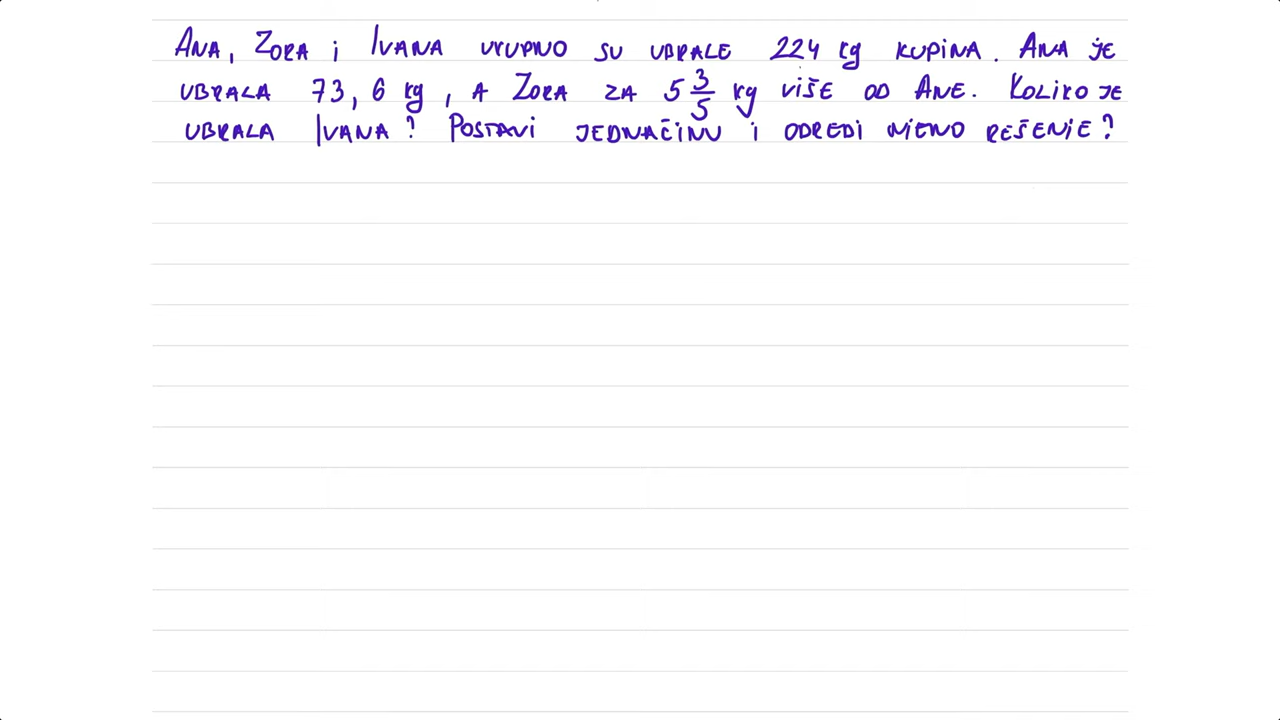 Ana, Zora i Ivana ukupno su ubrale 224 kg kupina. Ana je
ubrala 73,6 kg, a Zora za 5 3/5 kg više od Ane. Koliko je
ubrala Ivana? Postavi jednačinu i odredi njeno rešenje?